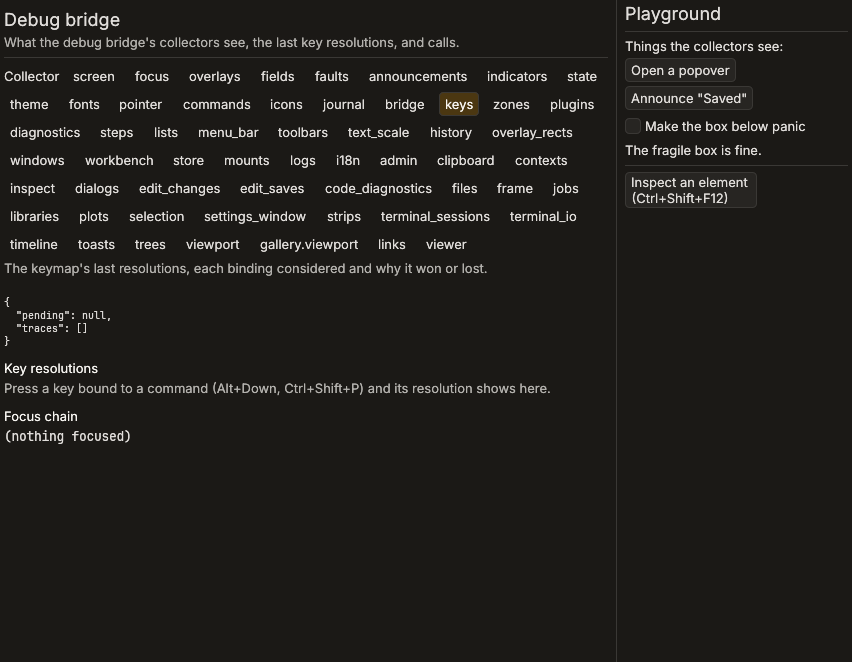 Debug bridge
What the debug bridge's collectors see, the last key resolutions, and calls.
Collector screen focus overlays fields faults announcements indicators state
theme fonts pointer commands icons journal bridge keys zones plugins
diagnostics steps lists menu_bar toolbars text_scale history overlay_rects
windows workbench store mounts logs i18n admin clipboard contexts
inspect dialogs edit_changes edit_saves code_diagnostics files frame jobs
libraries plots selection settings_window strips terminal_sessions terminal_io
timeline toasts trees viewport gallery.viewport links viewer
The keymap's last resolutions, each binding considered and why it won or lost.
{
  "pending": null,
  "traces": []
}
Key resolutions
Press a key bound to a command (Alt+Down, Ctrl+Shift+P) and its resolution shows here.
Focus chain
(nothing focused)
Playground
Things the collectors see:
Open a popover
Announce "Saved"
Make the box below panic
The fragile box is fine.
Inspect an element
(Ctrl+Shift+F12)